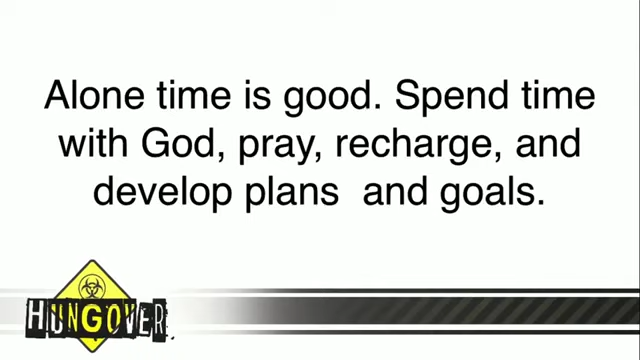 Alone time is good. Spend time
with God, pray, recharge, and
develop plans  and goals.
HUNGOVER